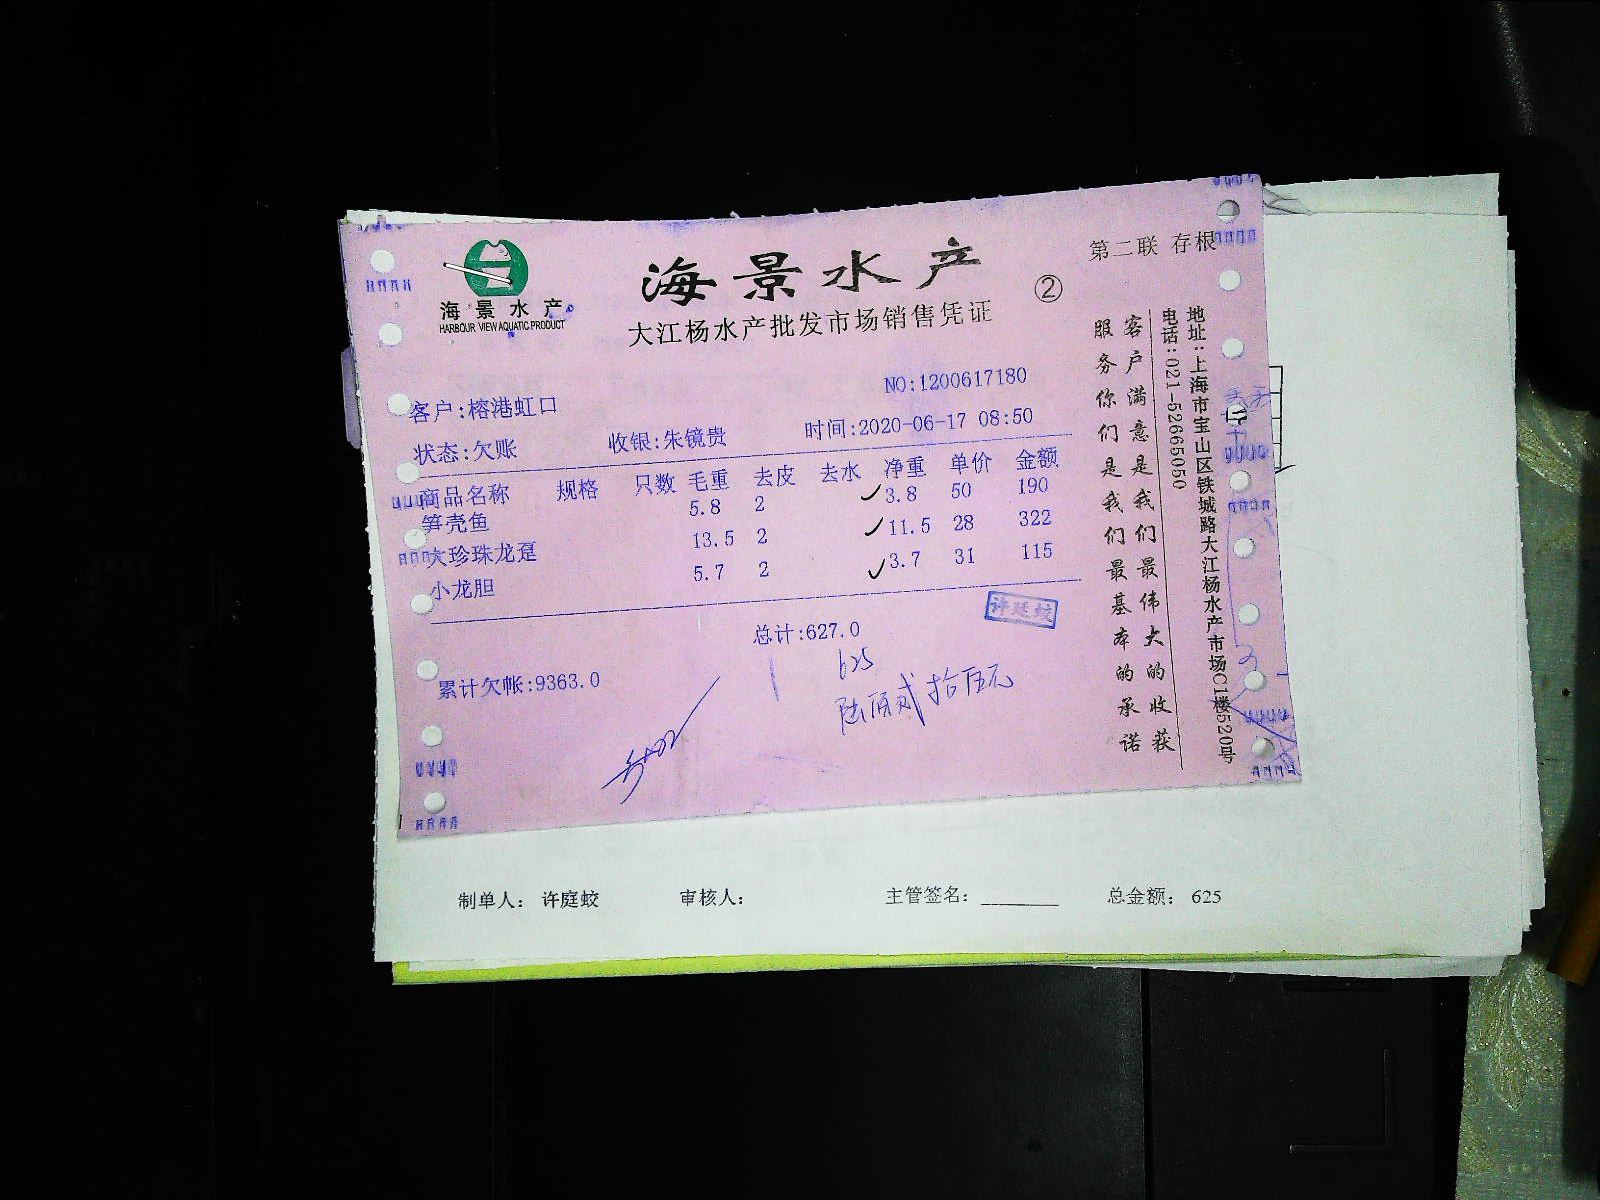 海景水产
HARBOUR VIEW AQUATIC PRODUCT
海景水产
大江杨水产批发市场销售凭证
②
第二联 存根
NO:1200617180
客户:榕港虹口
状态:欠账 收银:朱镜贵 时间:2020-06-17 08:50
商品名称 规格 只数 毛重 去皮 去水 净重 单价 金额
笋壳鱼 5.8 2 3.8 50 190
大珍珠龙趸 13.5 2 11.5 28 322
小龙胆 5.7 2 3.7 31 115
总计:627.0
许廷蛟
625
陆佰贰拾伍元
累计欠帐:9363.0
客户满意是我们最伟大的收获
服务你们是我们最基本的承诺
地址:上海市宝山区铁城路大江杨水产市场C1楼520号
电话:021-52665050
制单人: 许庭蛟 审核人: 主管签名: 总金额: 625